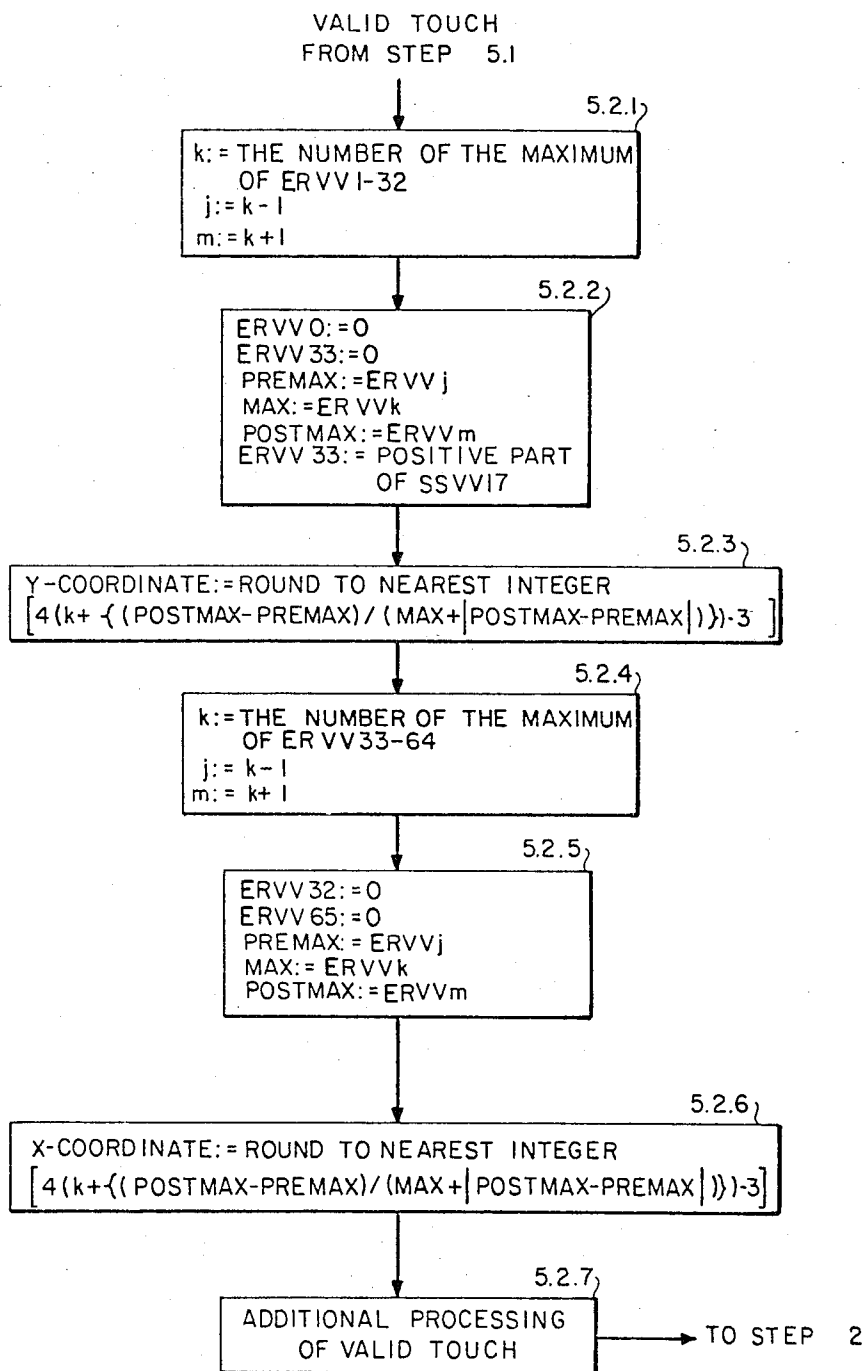 VALID TOUCH
FROM STEP 5.1
5.2.1
k:= THE NUMBER OF THE MAXIMUM
OF ERVV1-32
j:= k-1
m:= k+1
5.2.2
ERVV0:=0
ERVV33:=0
PREMAX:=ERVVj
MAX:=ERVVk
POSTMAX:=ERVVm
ERVV33:= POSITIVE PART
OF SSVV17
5.2.3
Y-COORDINATE:=ROUND TO NEAREST INTEGER
[4(k+ {(POSTMAX-PREMAX)/(MAX+|POSTMAX-PREMAX|)})-3 ]
5.2.4
k:= THE NUMBER OF THE MAXIMUM
OF ERVV33-64
j:= k-1
m:= k+1
5.2.5
ERVV32:=0
ERVV65:=0
PREMAX:= ERVVj
MAX:= ERVVk
POSTMAX:=ERVVm
5.2.6
X-COORDINATE:=ROUND TO NEAREST INTEGER
[4(k+{(POSTMAX-PREMAX)/(MAX+|POSTMAX-PREMAX|)})-3]
5.2.7
ADDITIONAL PROCESSING
OF VALID TOUCH
TO STEP 2